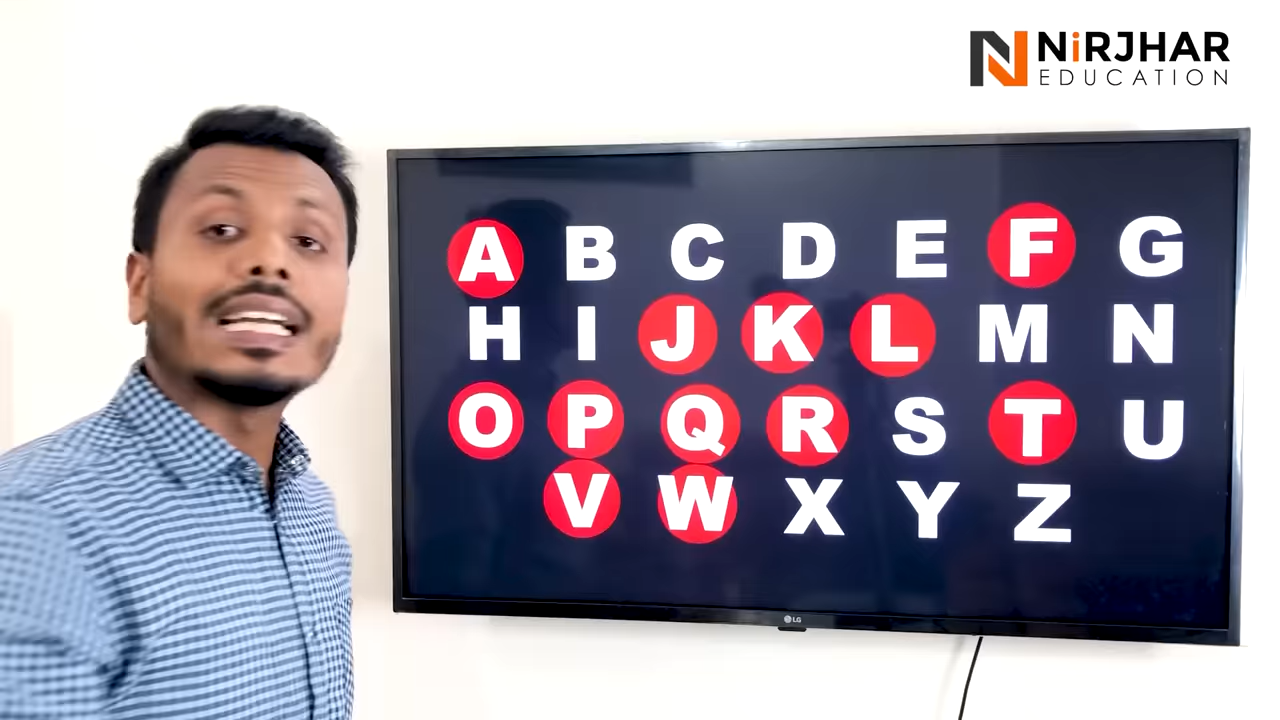 NiRJHAR
EDUCATION
A B C D E F G
H I J K L M N
O P Q R S T U
V W X Y Z
LG